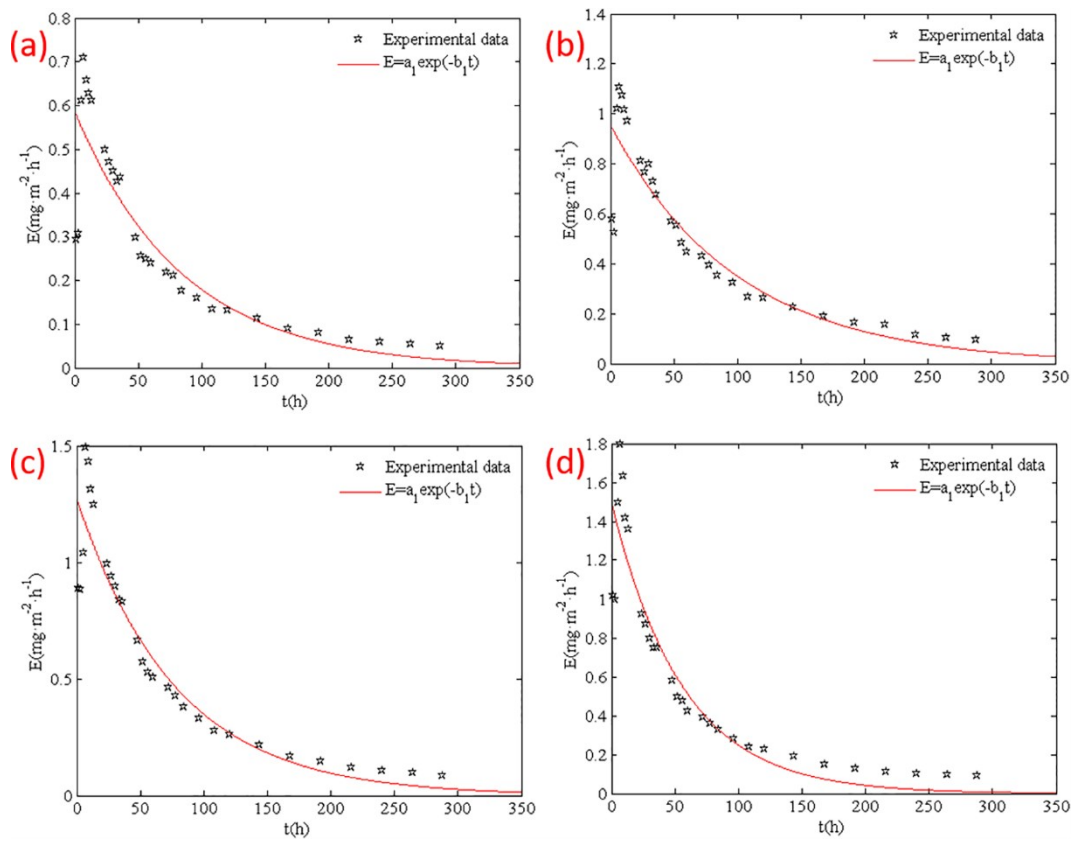 (a)
0.8
0.7
0.6
0.5
0.4
0.3
0.2
0.1
0
E(mg·m⁻²·h⁻¹)
Experimental data
E=a₁exp(-b₁t)
0 50 100 150 200 250 300 350
t(h)
(b)
1.4
1.2
1
0.8
0.6
0.4
0.2
0
E(mg·m⁻²·h⁻¹)
Experimental data
E=a₁exp(-b₁t)
0 50 100 150 200 250 300 350
t(h)
(c)
1.5
1
0.5
0
E(mg·m⁻²·h⁻¹)
Experimental data
E=a₁exp(-b₁t)
0 50 100 150 200 250 300 350
t(h)
(d)
1.8
1.6
1.4
1.2
1
0.8
0.6
0.4
0.2
0
E(mg·m⁻²·h⁻¹)
Experimental data
E=a₁exp(-b₁t)
0 50 100 150 200 250 300 350
t(h)